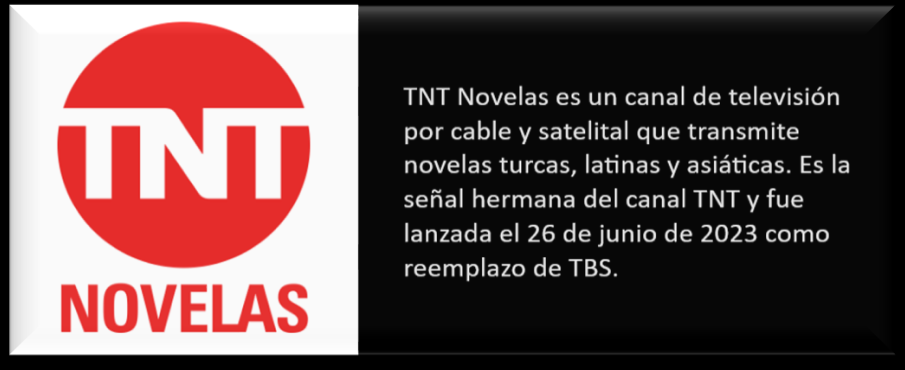 TNT
NOVELAS
TNT Novelas es un canal de televisión
por cable y satelital que transmite
novelas turcas, latinas y asiáticas. Es la
señal hermana del canal TNT y fue
lanzada el 26 de junio de 2023 como
reemplazo de TBS.